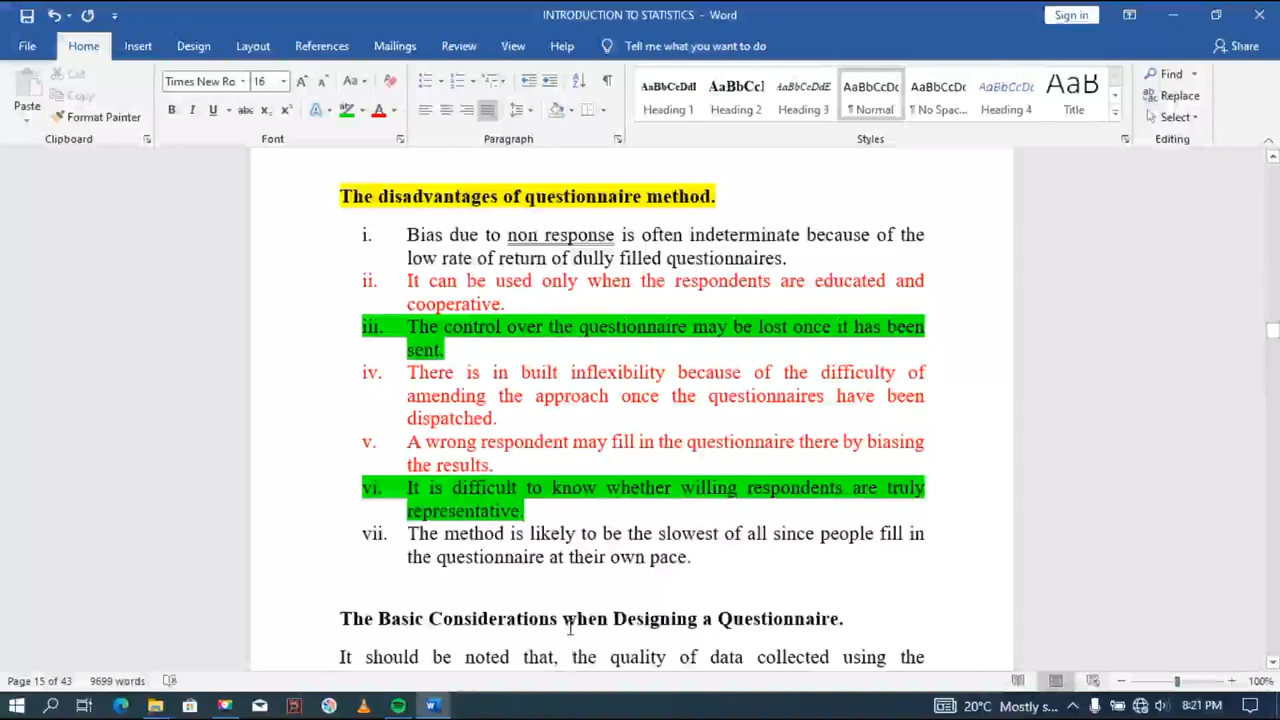 INTRODUCTION TO STATISTICS - Word
Sign in
File Home Insert Design Layout References Mailings Review View Help Tell me what you want to do Share
Paste
Cut
Copy
Format Painter
Clipboard
Times New Ro 16
Font
Paragraph
AaBbCcDdI AaBbCcI AaBbCcDdE AaBbCcDc AaBbCcDc AaBbCcDc AaB
Heading 1 Heading 2 Heading 3 ¶ Normal ¶ No Spac... Heading 4 Title
Styles
Find
Replace
Select
Editing
The disadvantages of questionnaire method.
i. Bias due to non response is often indeterminate because of the
low rate of return of dully filled questionnaires.
ii. It can be used only when the respondents are educated and
cooperative.
iii. The control over the questionnaire may be lost once it has been
sent.
iv. There is in built inflexibility because of the difficulty of
amending the approach once the questionnaires have been
dispatched.
v. A wrong respondent may fill in the questionnaire there by biasing
the results.
vi. It is difficult to know whether willing respondents are truly
representative.
vii. The method is likely to be the slowest of all since people fill in
the questionnaire at their own pace.
The Basic Considerations when Designing a Questionnaire.
It should be noted that, the quality of data collected using the
Page 15 of 43 9699 words 100%
20°C Mostly s... 8:21 PM